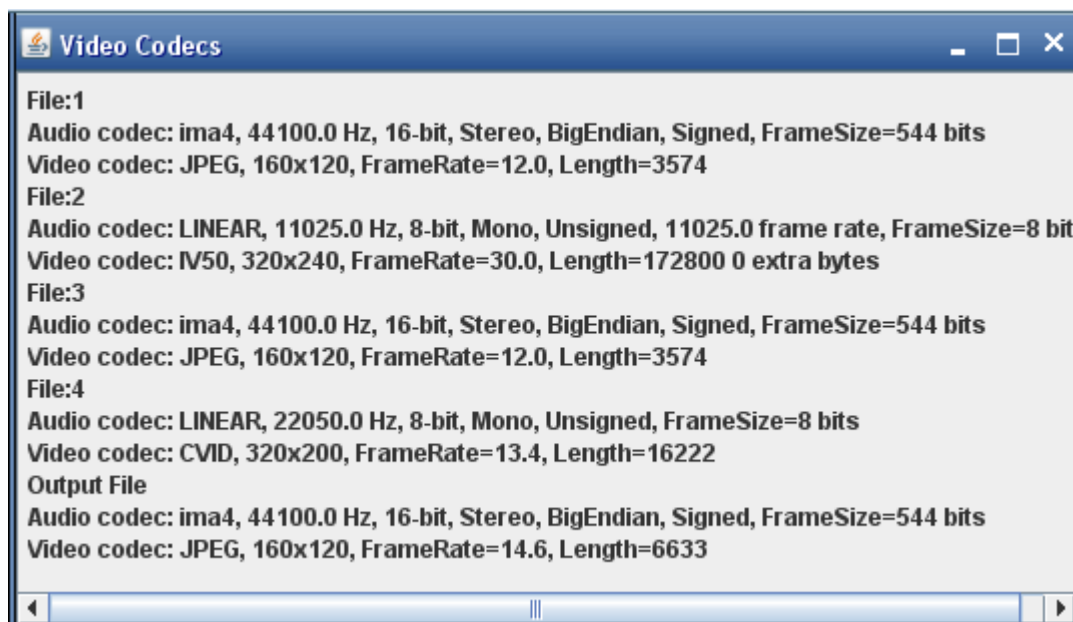 Video Codecs
File:1
Audio codec: ima4, 44100.0 Hz, 16-bit, Stereo, BigEndian, Signed, FrameSize=544 bits
Video codec: JPEG, 160x120, FrameRate=12.0, Length=3574
File:2
Audio codec: LINEAR, 11025.0 Hz, 8-bit, Mono, Unsigned, 11025.0 frame rate, FrameSize=8 bit
Video codec: IV50, 320x240, FrameRate=30.0, Length=172800 0 extra bytes
File:3
Audio codec: ima4, 44100.0 Hz, 16-bit, Stereo, BigEndian, Signed, FrameSize=544 bits
Video codec: JPEG, 160x120, FrameRate=12.0, Length=3574
File:4
Audio codec: LINEAR, 22050.0 Hz, 8-bit, Mono, Unsigned, FrameSize=8 bits
Video codec: CVID, 320x200, FrameRate=13.4, Length=16222
Output File
Audio codec: ima4, 44100.0 Hz, 16-bit, Stereo, BigEndian, Signed, FrameSize=544 bits
Video codec: JPEG, 160x120, FrameRate=14.6, Length=6633